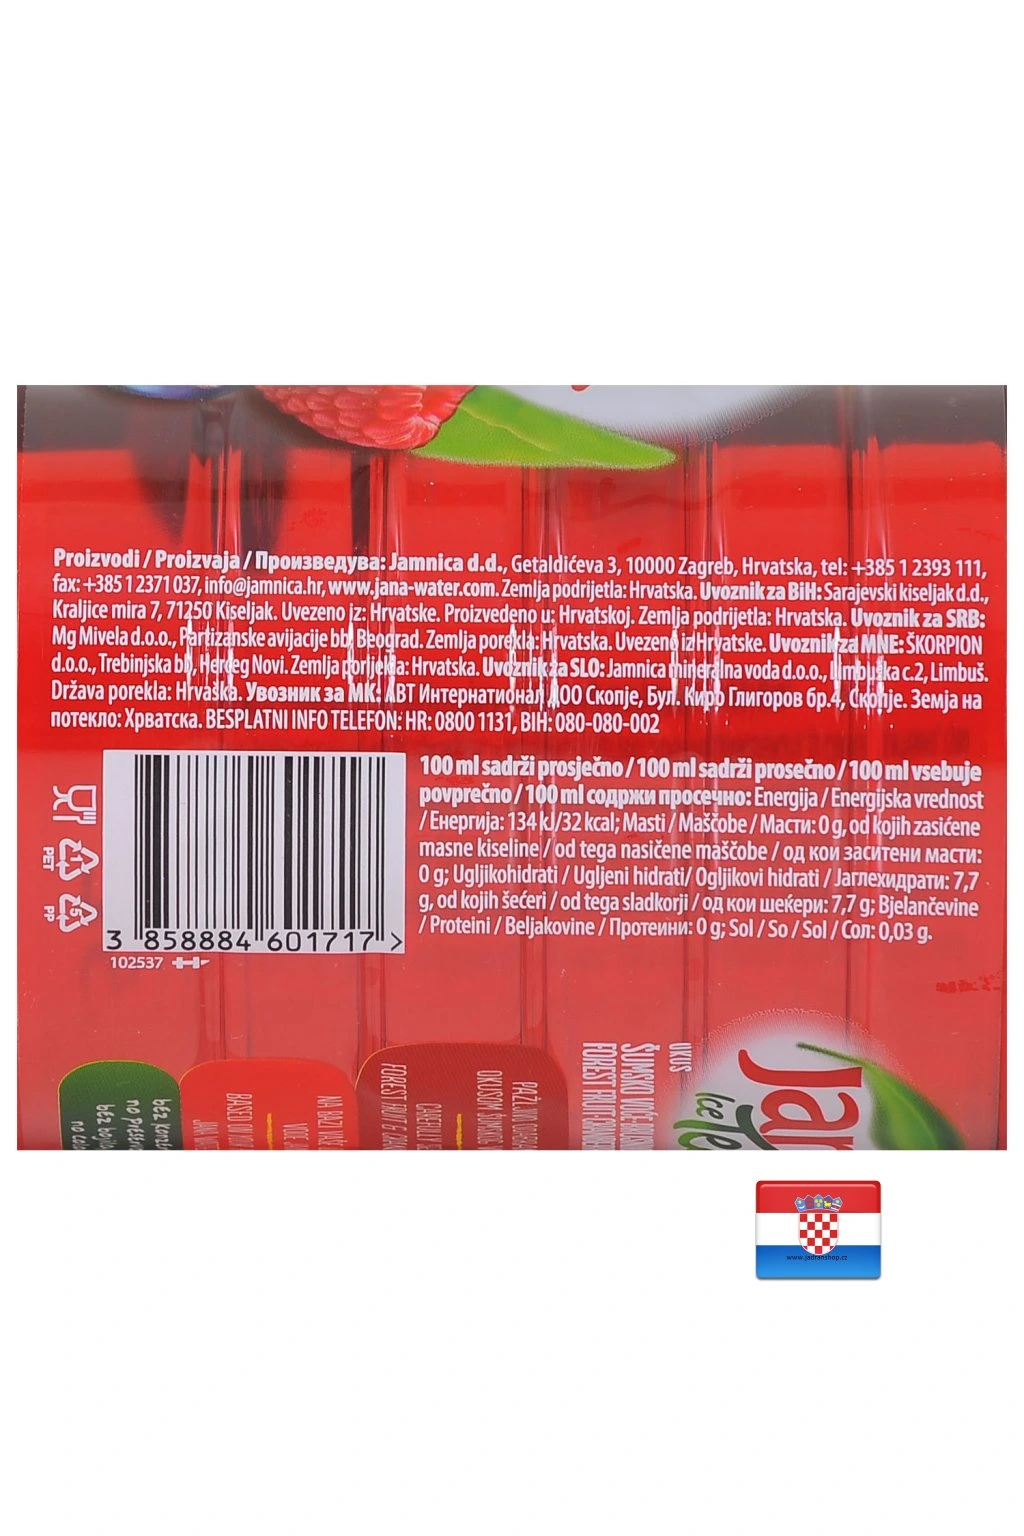 Proizvodi / Proizvaja / Произведува: Jamnica d.d., Getaldićeva 3, 10000 Zagreb, Hrvatska, tel: +385 1 2393 111,
fax: +385 1 2371 037, info@jamnica.hr, www.jana-water.com. Zemlja podrijetla: Hrvatska. Uvoznik za BiH: Sarajevski kiseljak d.d.,
Kraljice mira 7, 71250 Kiseljak. Uvezeno iz: Hrvatske. Proizvedeno u: Hrvatskoj. Zemlja podrijetla: Hrvatska. Uvoznik za SRB:
Mg Mivela d.o.o., Partizanske avijacije bb, Beograd. Zemlja porekla: Hrvatska. Uvezeno iz Hrvatske. Uvoznik za MNE: ŠKORPION
d.o.o., Trebinjska bb, Herceg Novi. Zemlja porijekla: Hrvatska. Uvoznik za SLO: Jamnica mineralna voda d.o.o., Limbuška c.2, Limbuš.
Država porekla: Hrvaška. Увозник за МК: АВТ Интернатионал ДОО Скопје, Бул. Киро Глигоров бр.4, Скопје. Земја на
потекло: Хрватска. BESPLATNI INFO TELEFON: HR: 0800 1131, BIH: 080-080-002
100 ml sadrži prosječno / 100 ml sadrži prosečno / 100 ml vsebuje
povprečno / 100 ml содржи просечно: Energija / Energijska vrednost
/ Енергија: 134 kJ/32 kcal; Masti / Maščobe / Масти: 0 g, od kojih zasićene
masne kiseline / od tega nasičene maščobe / од кои заситени масти:
0 g; Ugljikohidrati / Ugljeni hidrati/ Ogljikovi hidrati / Јаглехидрати: 7,7
g, od kojih šećeri / od tega sladkorji / од кои шеќери: 7,7 g; Bjelančevine
/ Proteini / Beljakovine / Протеини: 0 g; Sol / So / Sol / Сол: 0,03 g.
1
PET
5
PP
3 858884 601717 >
102537
OKUS
ŠUMSKO VOĆE
FOREST FRUIT
Ice
www.jadranshop.cz